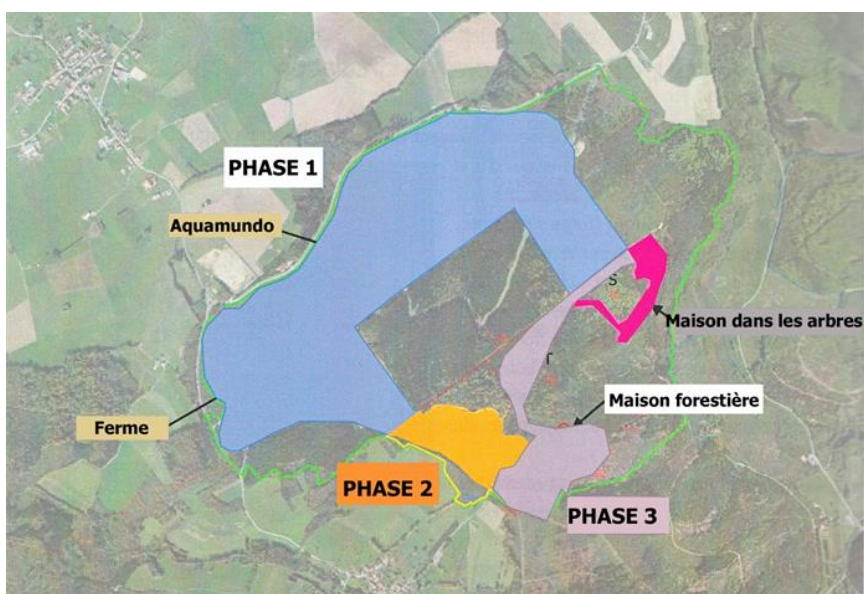 PHASE 1
Aquamundo
S
Maison dans les arbres
T
Maison forestière
Ferme
PHASE 2
PHASE 3